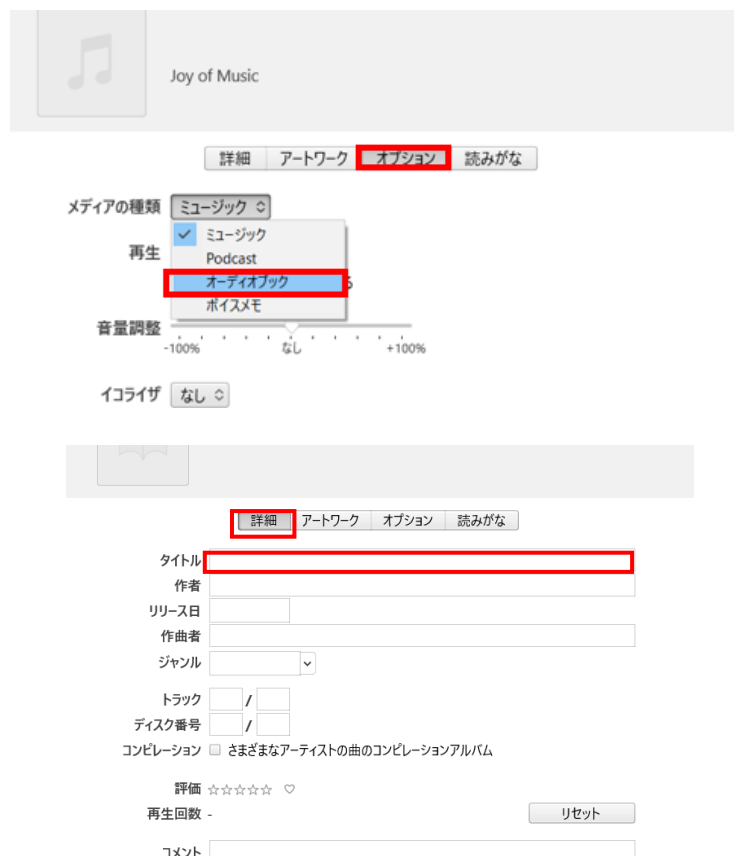 Joy of Music
詳細 アートワーク オプション 読みがな
メディアの種類 ミュージック
ミュージック
再生
Podcast
オーディオブック る
ボイスメモ
音量調整
-100% なし +100%
イコライザ なし
詳細 アートワーク オプション 読みがな
タイトル
作者
リリース日
作曲者
ジャンル
トラック /
ディスク番号 /
コンピレーション さまざまなアーティストの曲のコンピレーションアルバム
評価 ☆☆☆☆☆ ♡
再生回数 - リセット
コメント